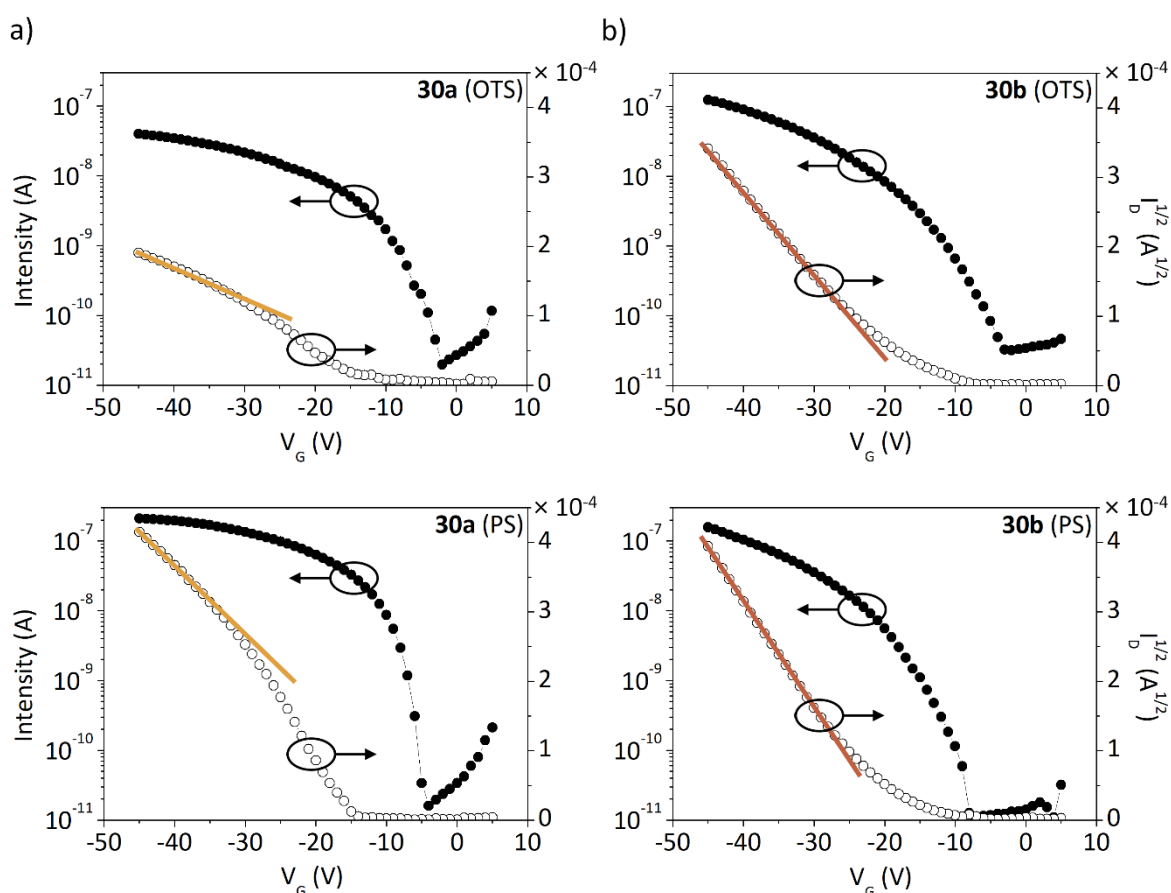 a)
b)
30a (OTS)
× 10⁻⁴
10⁻⁷
10⁻⁸
10⁻⁹
10⁻¹⁰
10⁻¹¹
Intensity (A)
4
3
2
1
0
-50 -40 -30 -20 -10 0 10
V_G (V)
30b (OTS)
× 10⁻⁴
10⁻⁷
10⁻⁸
10⁻⁹
10⁻¹⁰
10⁻¹¹
4
3
2
1
0
I_D^1/2 (A^1/2)
-50 -40 -30 -20 -10 0 10
V_G (V)
30a (PS)
× 10⁻⁴
10⁻⁷
10⁻⁸
10⁻⁹
10⁻¹⁰
10⁻¹¹
Intensity (A)
4
3
2
1
0
-50 -40 -30 -20 -10 0 10
V_G (V)
30b (PS)
× 10⁻⁴
10⁻⁷
10⁻⁸
10⁻⁹
10⁻¹⁰
10⁻¹¹
4
3
2
1
0
I_D^1/2 (A^1/2)
-50 -40 -30 -20 -10 0 10
V_G (V)